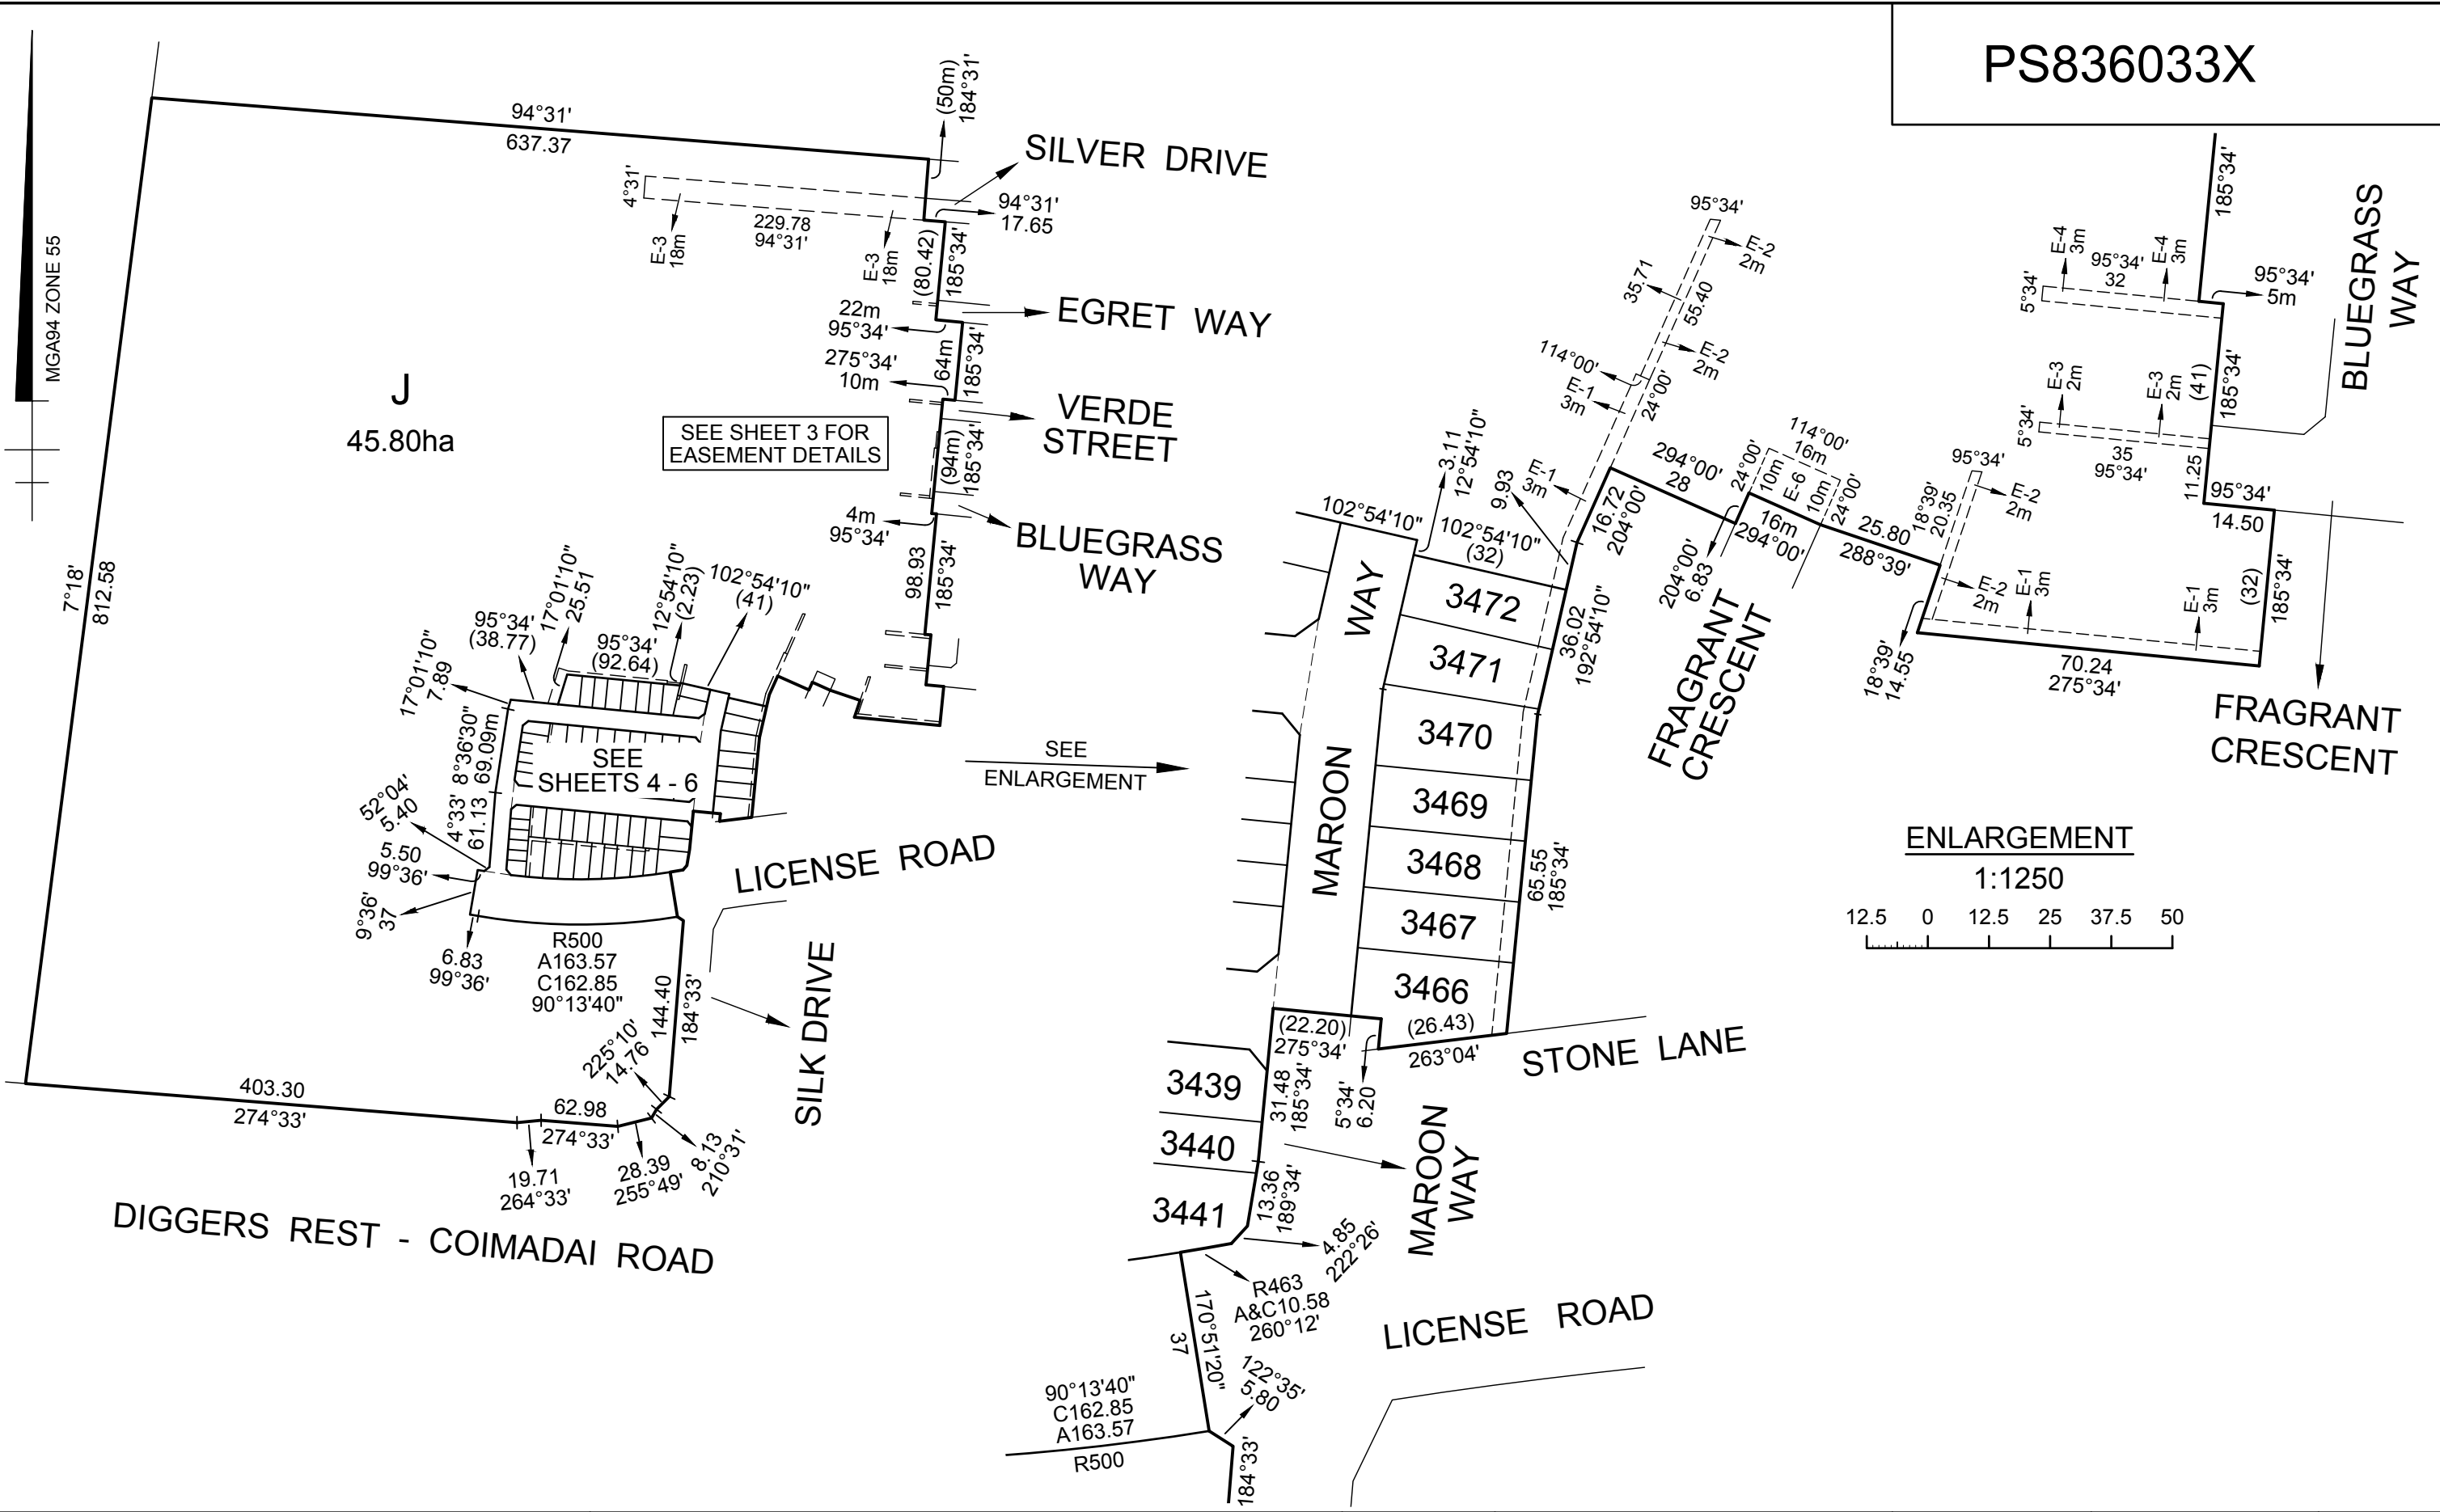 PS836033X
MGA94 ZONE 55
94°31'
637.37
(50m)
184°31'
SILVER DRIVE
94°31'
17.65
4°31'
E-3
18m
229.78
94°31'
E-3
18m
(80.42)
185°34'
22m
95°34'
EGRET WAY
275°34'
10m
64m
185°34'
VERDE
STREET
J
45.80ha
SEE SHEET 3 FOR
EASEMENT DETAILS
(94m)
185°34'
4m
95°34'
BLUEGRASS
WAY
98.93
185°34'
7°18'
812.58
17°01'10"
7.89
95°34'
(38.77)
17°01'10"
25.51
95°34'
(92.64)
12°54'10"
(2.23)
102°54'10"
(41)
8°36'30"
69.09m
4°33'
61.13
SEE
SHEETS 4 - 6
52°04'
5.40
5.50
99°36'
9°36'
37
6.83
99°36'
R500
A163.57
C162.85
90°13'40"
LICENSE ROAD
144.40
184°33'
SILK DRIVE
225°10'
14.76
403.30
274°33'
62.98
274°33'
19.71
264°33'
28.39
255°49'
8.13
210°31'
DIGGERS REST - COIMADAI ROAD
SEE
ENLARGEMENT
95°34'
E-2
2m
35.71
55.40
E-2
2m
114°00'
E-1
3m
24°00'
E-1
3m
9.93
3.11
12°54'10"
102°54'10"
102°54'10"
(32)
16.72
204°00'
294°00'
28
24°00'
10m
E-6
114°00'
16m
10m
24°00'
16m
294°00'
204°00'
6.83
25.80
288°39'
18°39'
20.35
95°34'
E-2
2m
E-2
2m
E-1
3m
E-1
3m
18°39'
14.55
70.24
275°34'
(32)
185°34'
95°34'
14.50
11.25
35
95°34'
5°34'
E-3
2m
E-3
2m
(41)
185°34'
5°34'
E-4
3m
95°34'
32
E-4
3m
95°34'
5m
185°34'
BLUEGRASS
WAY
FRAGRANT
CRESCENT
FRAGRANT
CRESCENT
WAY
MAROON
3472
3471
3470
3469
3468
3467
3466
36.02
192°54'10"
65.55
185°34'
(26.43)
263°04'
(22.20)
275°34'
5°34'
6.20
STONE LANE
31.48
185°34'
3439
3440
3441
13.36
189°34'
MAROON
WAY
4.85
222°26'
R463
A&C10.58
260°12'
170°51'20"
37
LICENSE ROAD
122°35'
5.80
90°13'40"
C162.85
A163.57
R500
184°33'
ENLARGEMENT
1:1250
12.5 0 12.5 25 37.5 50